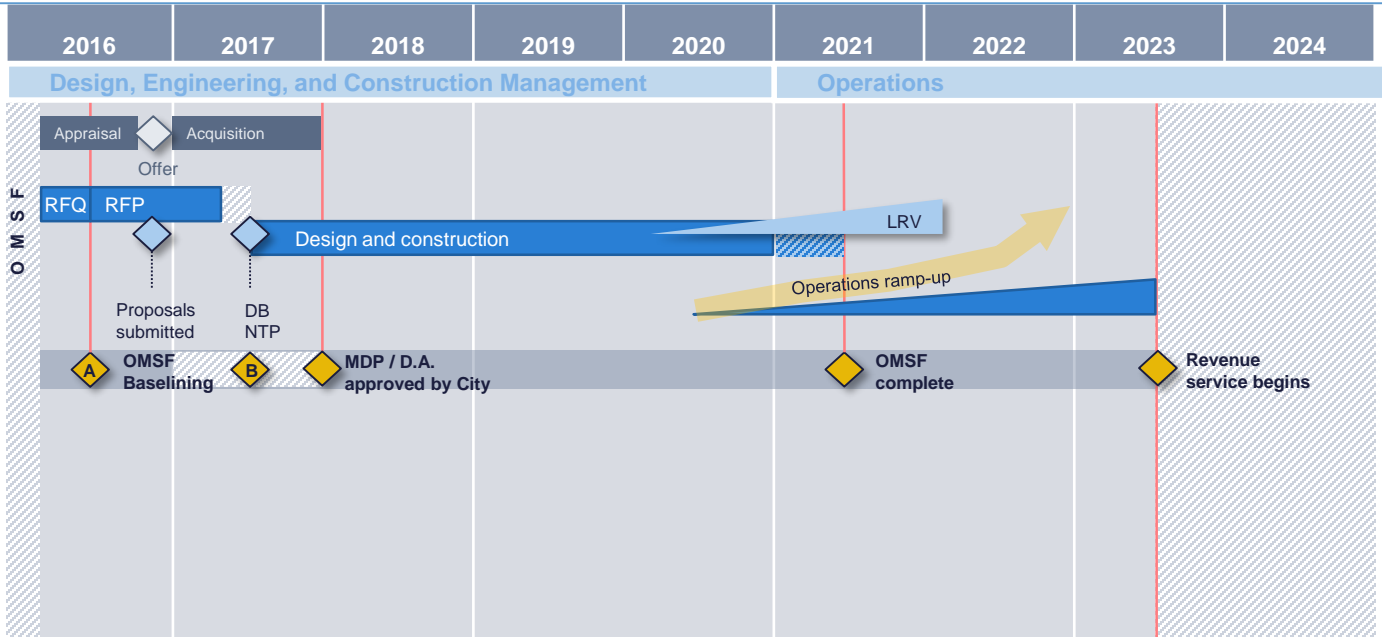 2016 2017 2018 2019 2020 2021 2022 2023 2024
Design, Engineering, and Construction Management Operations
Appraisal Acquisition
Offer
OMSF
RFQ RFP
LRV
Design and construction
Operations ramp-up
Proposals
submitted
DB
NTP
A
OMSF
Baselining
B
MDP / D.A.
approved by City
OMSF
complete
Revenue
service begins